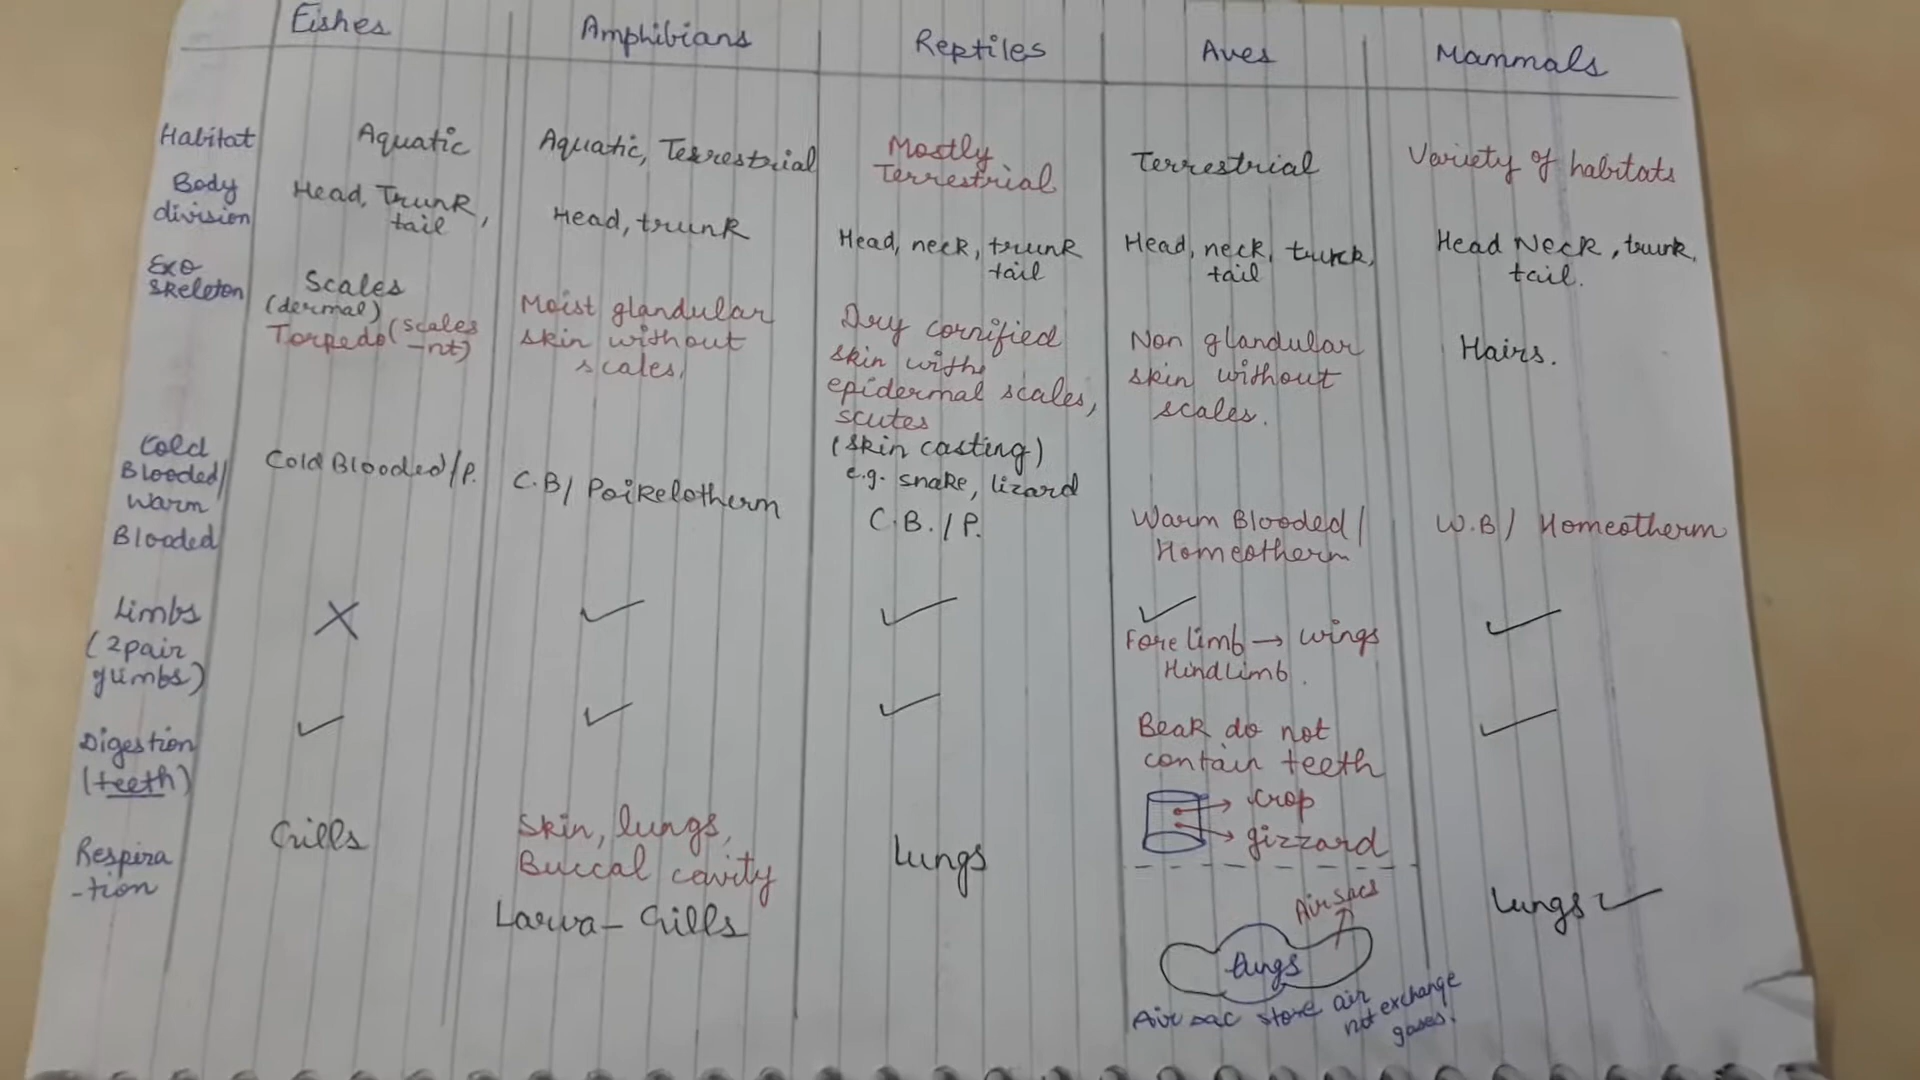 Fishes Amphibians Reptiles Aves Mammals
Habitat Aquatic Aquatic, Terrestrial Mostly Terrestrial Terrestrial Variety of habitats
Body division
Head, Trunk, tail
Head, trunk
Head, neck, trunk tail
Head, neck, trunk, tail
Head Neck, trunk, tail.
Exo skeleton
Scales
(dermal)
Torpedo (scales -nt)
Moist glandular
skin without
scales,
Dry cornified
skin with
epidermal scales,
scutes
(skin casting)
e.g. snake, lizard
Non glandular
skin without
scales.
Hairs.
Cold
Blooded/
Warm
Blooded
Cold Blooded/P.
C.B/ Poikelotherm
C.B./P.
Warm Blooded/
Homeotherm
W.B/ Homeotherm
Limbs
(2pair
glimbs)
X ✓ ✓ ✓ ✓
Fore limb → wings
Hind limb.
Digestion
(teeth)
✓ ✓ ✓
Beak do not
contain teeth
→ crop
→ gizzard
✓
Respira
-tion
Gills
Skin, lungs,
Buccal cavity
Larva - Gills
Lungs
Air sacs
lungs
Air sac store air not exchange gases.
Lungs ✓